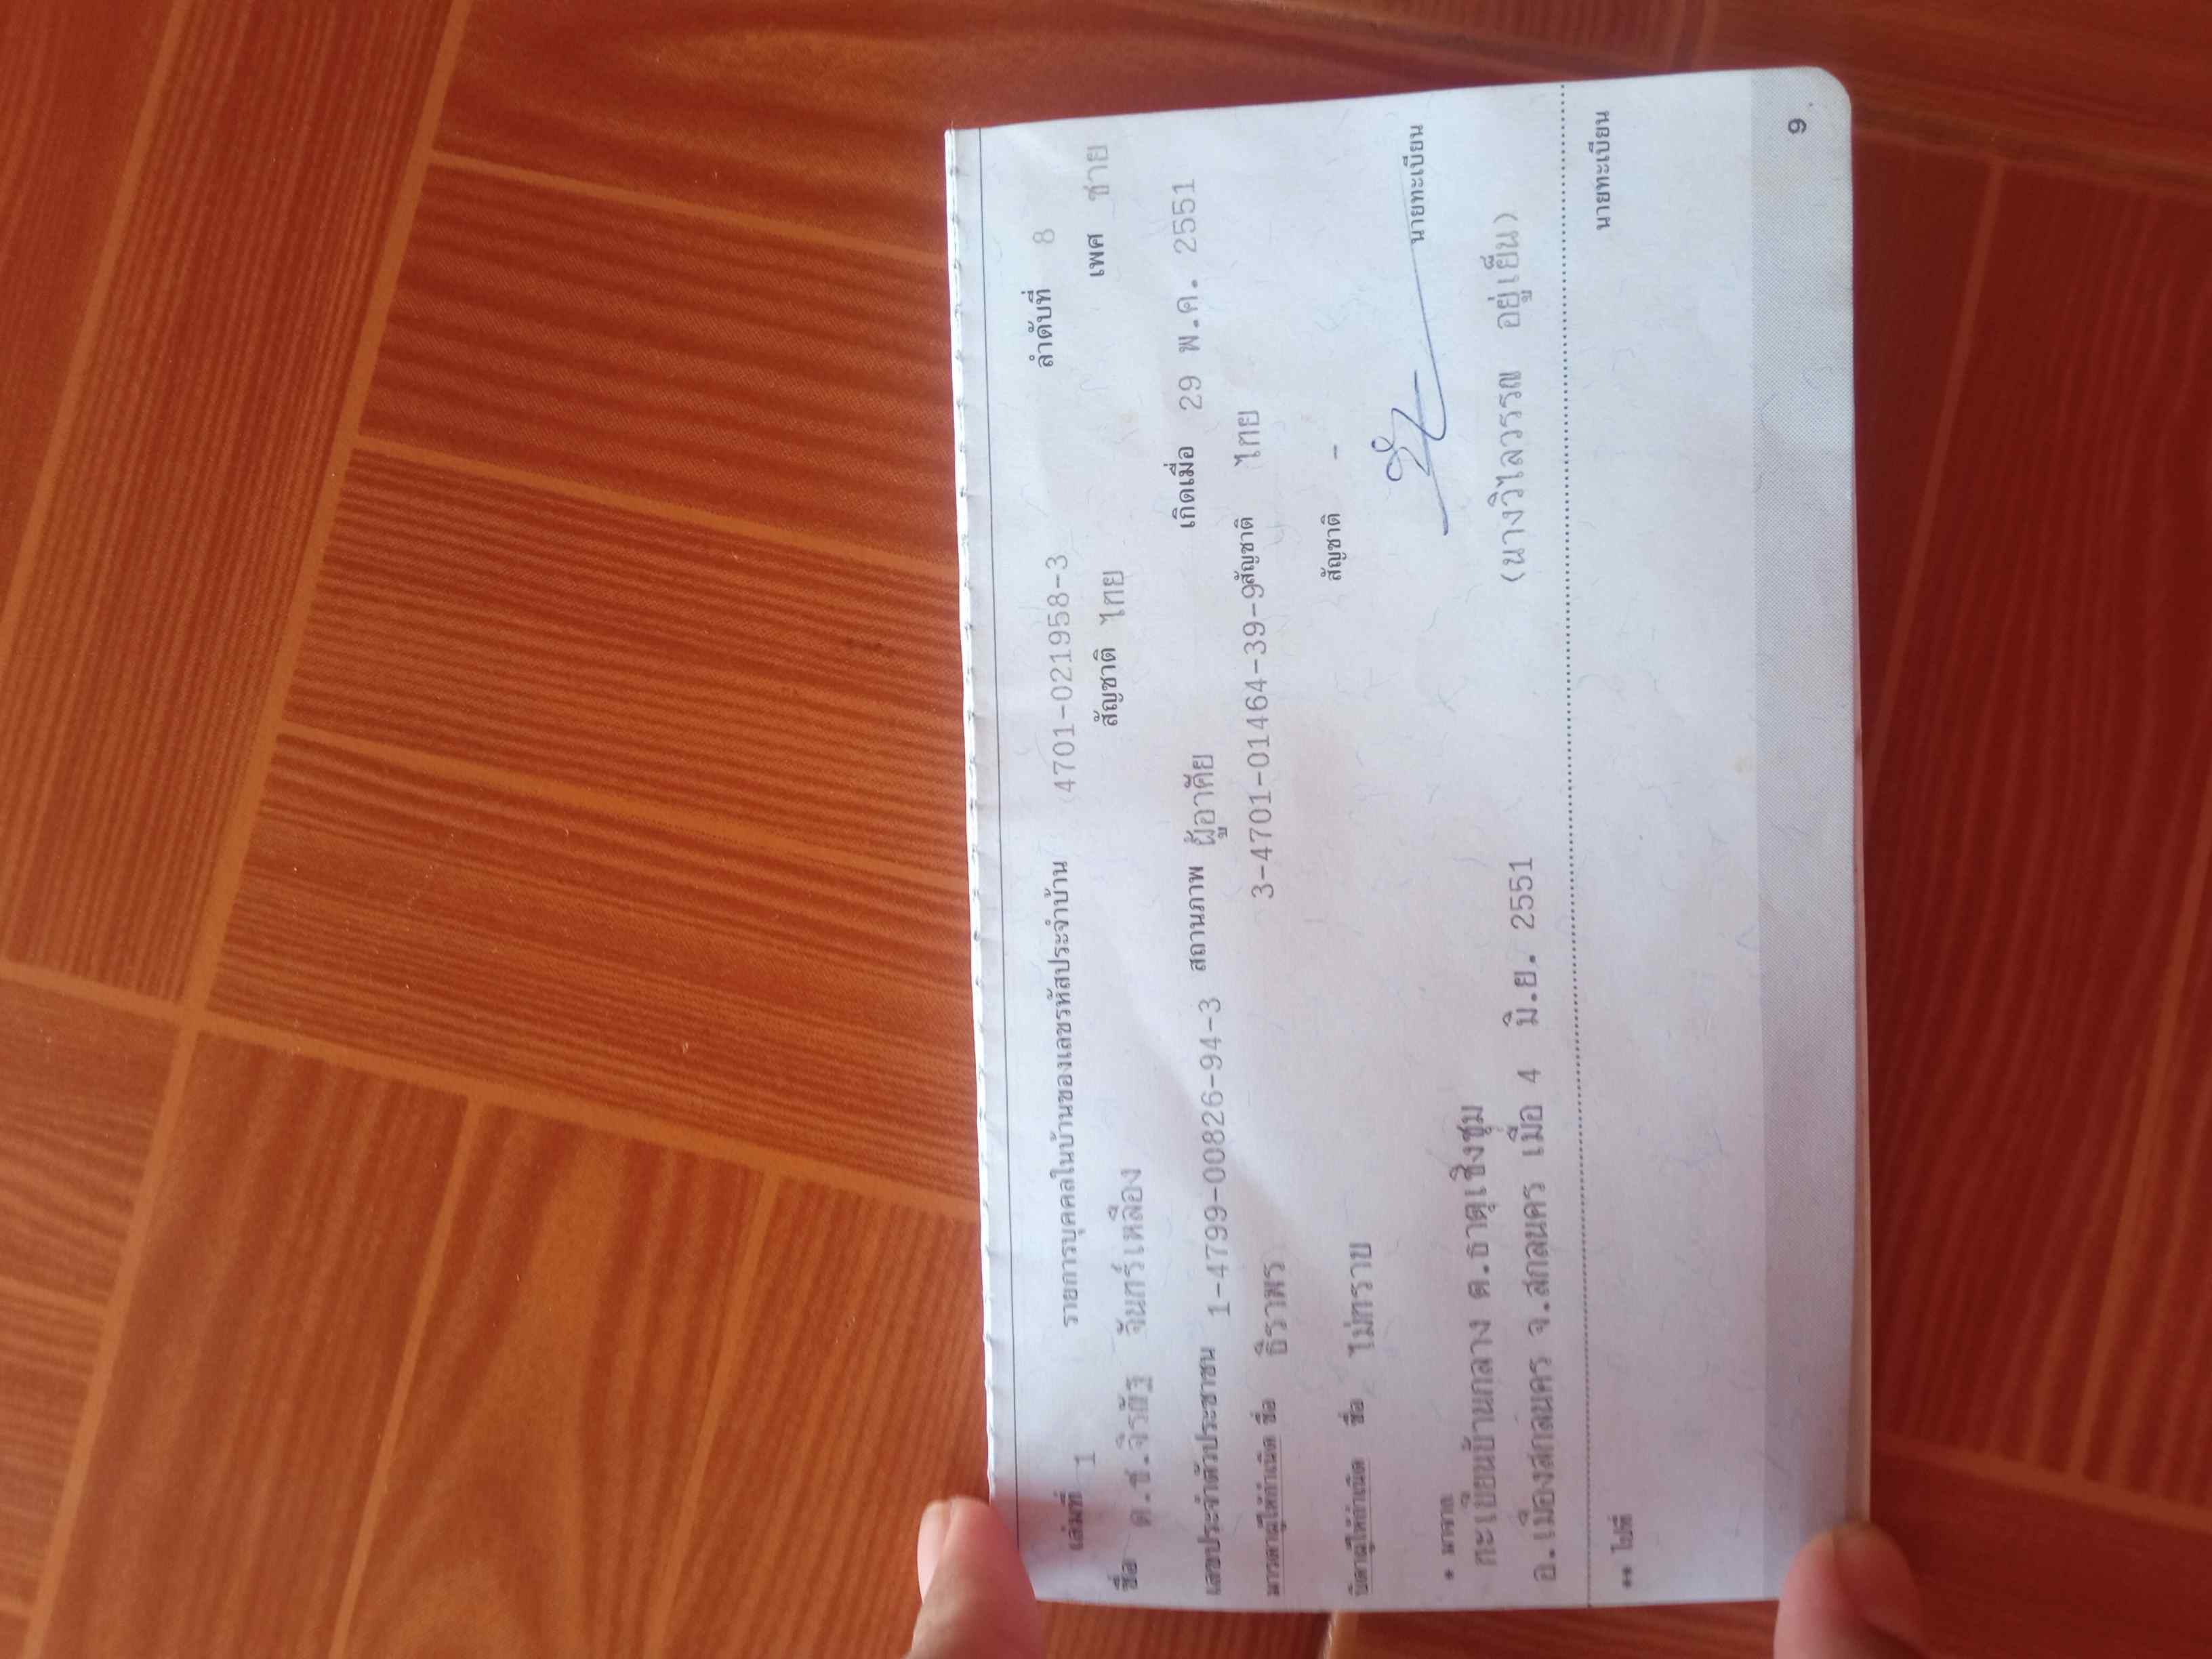 เล่มที่ 1 รายการบุคคลในบ้านของเลขรหัสประจำบ้าน 4701-021958-3 ลำดับที่ 8
ชื่อ ด.ช.จิรณัฐ จันทร์เหลือง สัญชาติ ไทย เพศ ชาย
เลขประจำตัวประชาชน 1-4799-00826-94-3 สถานภาพ ผู้อาศัย เกิดเมื่อ 29 พ.ค. 2551
มารดาผู้ให้กำเนิด ชื่อ ธิราพร 3-4701-01464-39-9 สัญชาติ ไทย
บิดาผู้ให้กำเนิด ชื่อ ไม่ทราบ สัญชาติ -
* มาจาก
ทะเบียนบ้านกลาง ต.ธาตุเชิงชุม นายทะเบียน
อ.เมืองสกลนคร จ.สกลนคร เมื่อ 4 มิ.ย. 2551 (นางวิไลวรรณ อยู่เย็น)
** ไปที่ นายทะเบียน
9